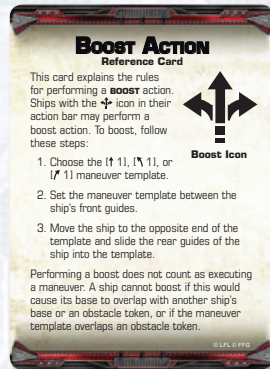 BOOST ACTION
Reference Card
This card explains the rules
for performing a BOOST action.
Ships with the icon in their
action bar may perform a
boost action. To boost, follow
these steps:
Boost Icon
1. Choose the [↑ 1], [↖ 1], or
[↗ 1] maneuver template.
2. Set the maneuver template between the
ship's front guides.
3. Move the ship to the opposite end of the
template and slide the rear guides of the
ship into the template.
Performing a boost does not count as executing
a maneuver. A ship cannot boost if this would
cause its base to overlap with another ship's
base or an obstacle token, or if the maneuver
template overlaps an obstacle token.
© LFL © FFG